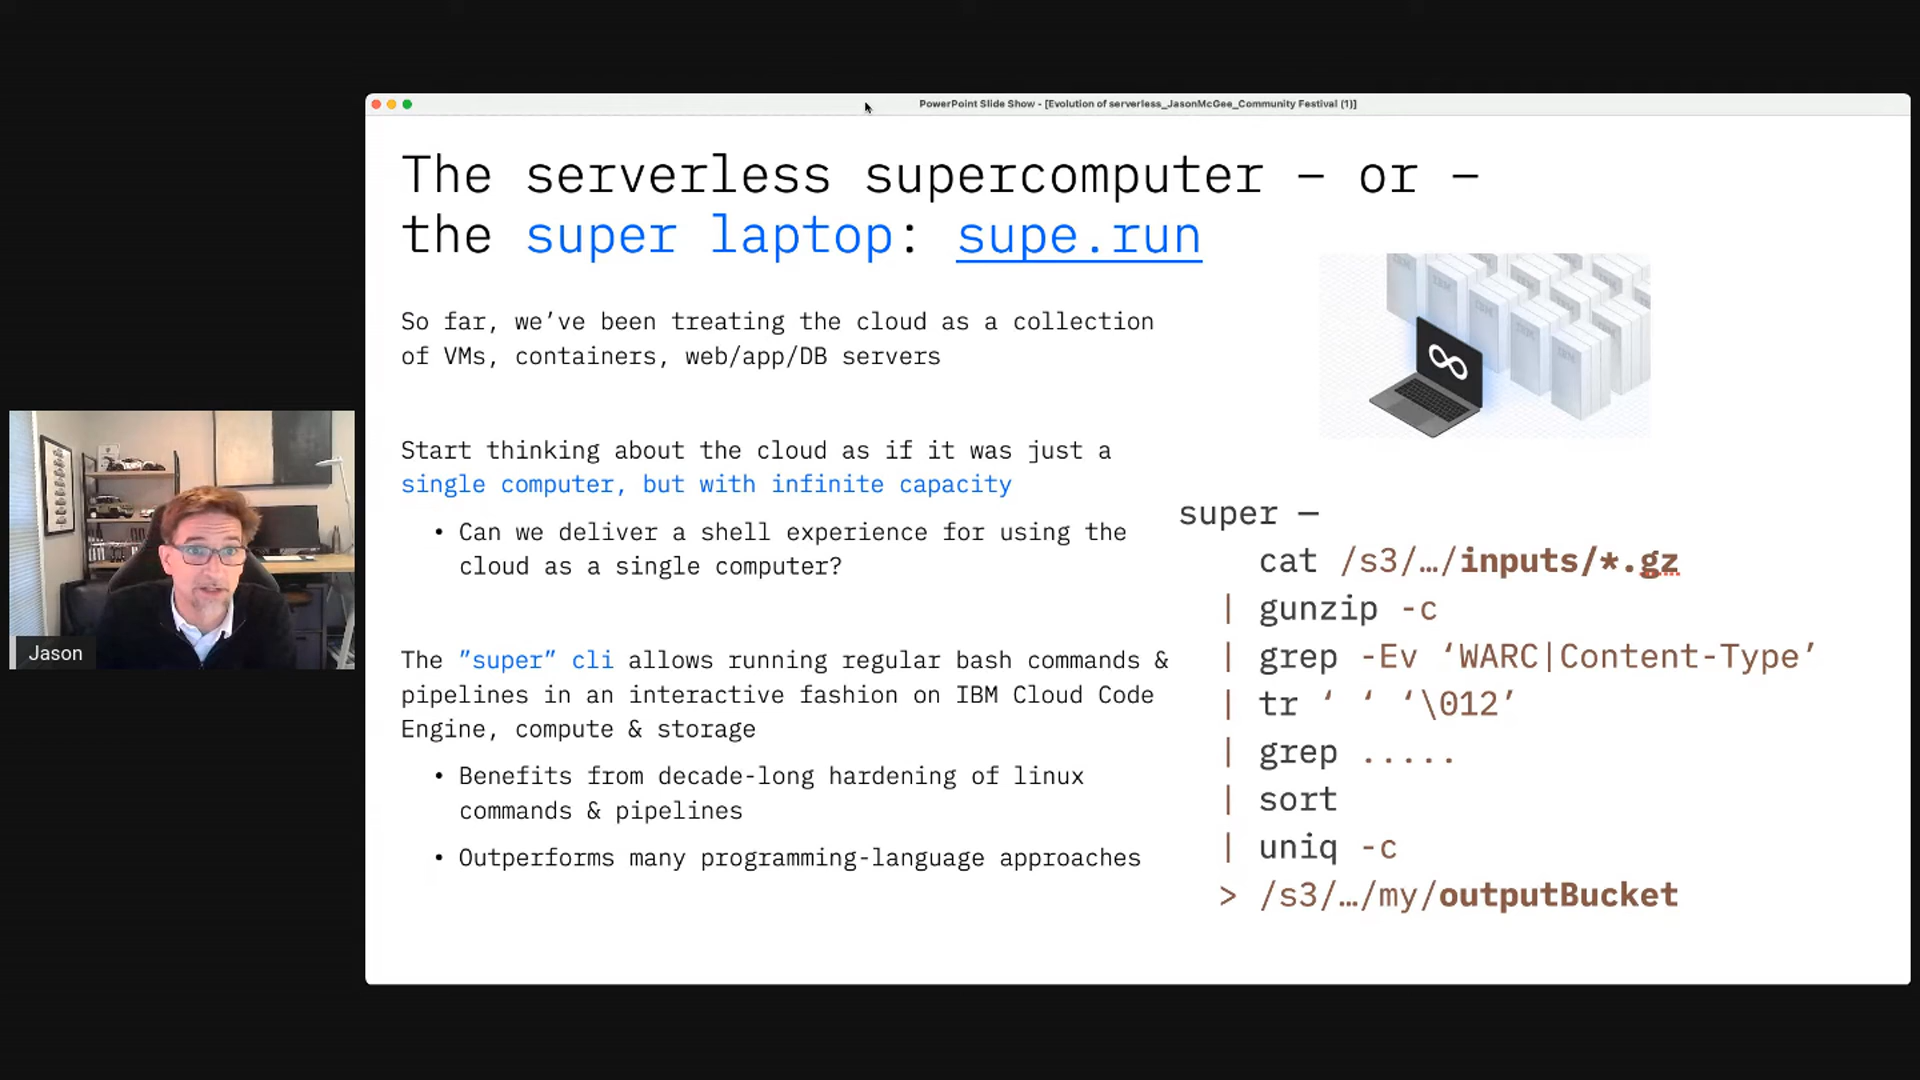 PowerPoint Slide Show - [Evolution of serverless_JasonMcGee_Community Festival (1)]
The serverless supercomputer – or –
the super laptop: supe.run
So far, we’ve been treating the cloud as a collection
of VMs, containers, web/app/DB servers
Start thinking about the cloud as if it was just a
single computer, but with infinite capacity
• Can we deliver a shell experience for using the
cloud as a single computer?
The ”super” cli allows running regular bash commands &
pipelines in an interactive fashion on IBM Cloud Code
Engine, compute & storage
• Benefits from decade-long hardening of linux
commands & pipelines
• Outperforms many programming-language approaches
super —
cat /s3/…/inputs/*.gz
| gunzip -c
| grep -Ev ‘WARC|Content-Type’
| tr ‘ ‘ ‘\012’
| grep .....
| sort
| uniq -c
> /s3/…/my/outputBucket
Jason